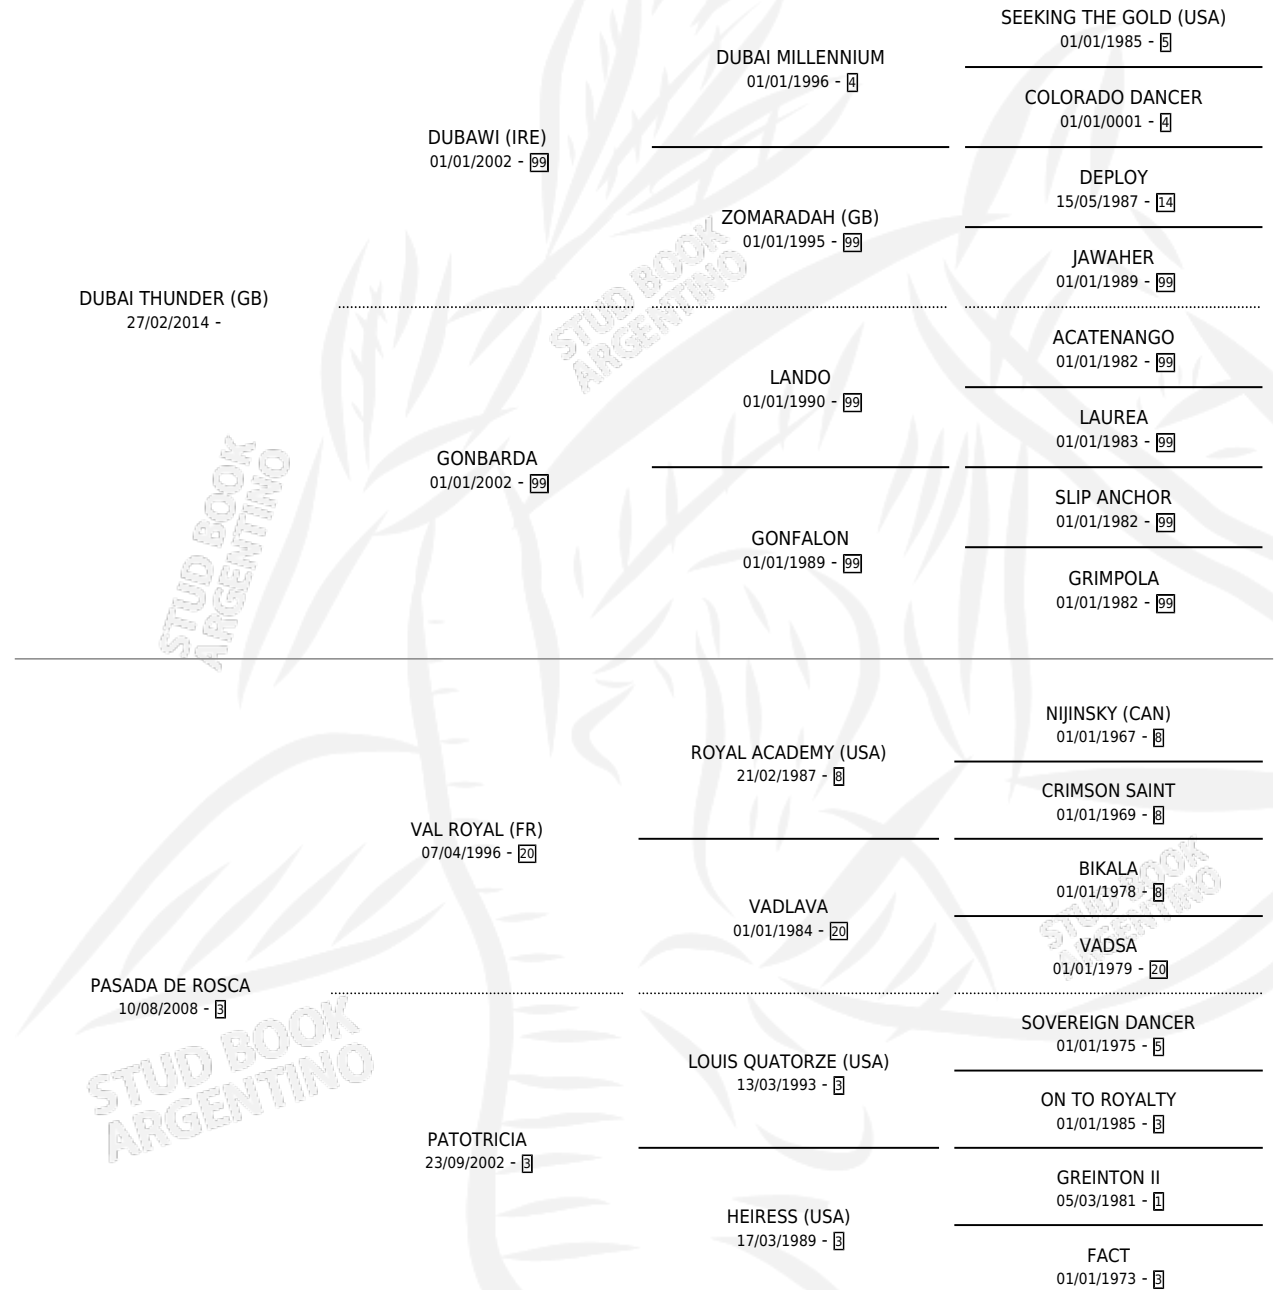 SEEKING THE GOLD (USA)
01/01/1985 - 5
DUBAI MILLENNIUM
01/01/1996 - 4
COLORADO DANCER
01/01/0001 - 4
DUBAWI (IRE)
01/01/2002 - 99
DEPLOY
15/05/1987 - 14
ZOMARADAH (GB)
01/01/1995 - 99
JAWAHER
01/01/1989 - 99
DUBAI THUNDER (GB)
27/02/2014 -
ACATENANGO
01/01/1982 - 99
LANDO
01/01/1990 - 99
LAUREA
01/01/1983 - 99
GONBARDA
01/01/2002 - 99
SLIP ANCHOR
01/01/1982 - 99
GONFALON
01/01/1989 - 99
GRIMPOLA
01/01/1982 - 99
NIJINSKY (CAN)
01/01/1967 - 8
ROYAL ACADEMY (USA)
21/02/1987 - 8
CRIMSON SAINT
01/01/1969 - 8
VAL ROYAL (FR)
07/04/1996 - 20
BIKALA
01/01/1978 - 8
VADLAVA
01/01/1984 - 20
VADSA
01/01/1979 - 20
PASADA DE ROSCA
10/08/2008 - 3
SOVEREIGN DANCER
01/01/1975 - 5
LOUIS QUATORZE (USA)
13/03/1993 - 3
ON TO ROYALTY
01/01/1985 - 3
PATOTRICIA
23/09/2002 - 3
GREINTON II
05/03/1981 - 1
HEIRESS (USA)
17/03/1989 - 3
FACT
01/01/1973 - 3
STUD BOOK
ARGENTINO
STUD BOOK
ARGENTINO
STUD BOOK
ARGENTINO
STUD BOOK
ARGENTINO